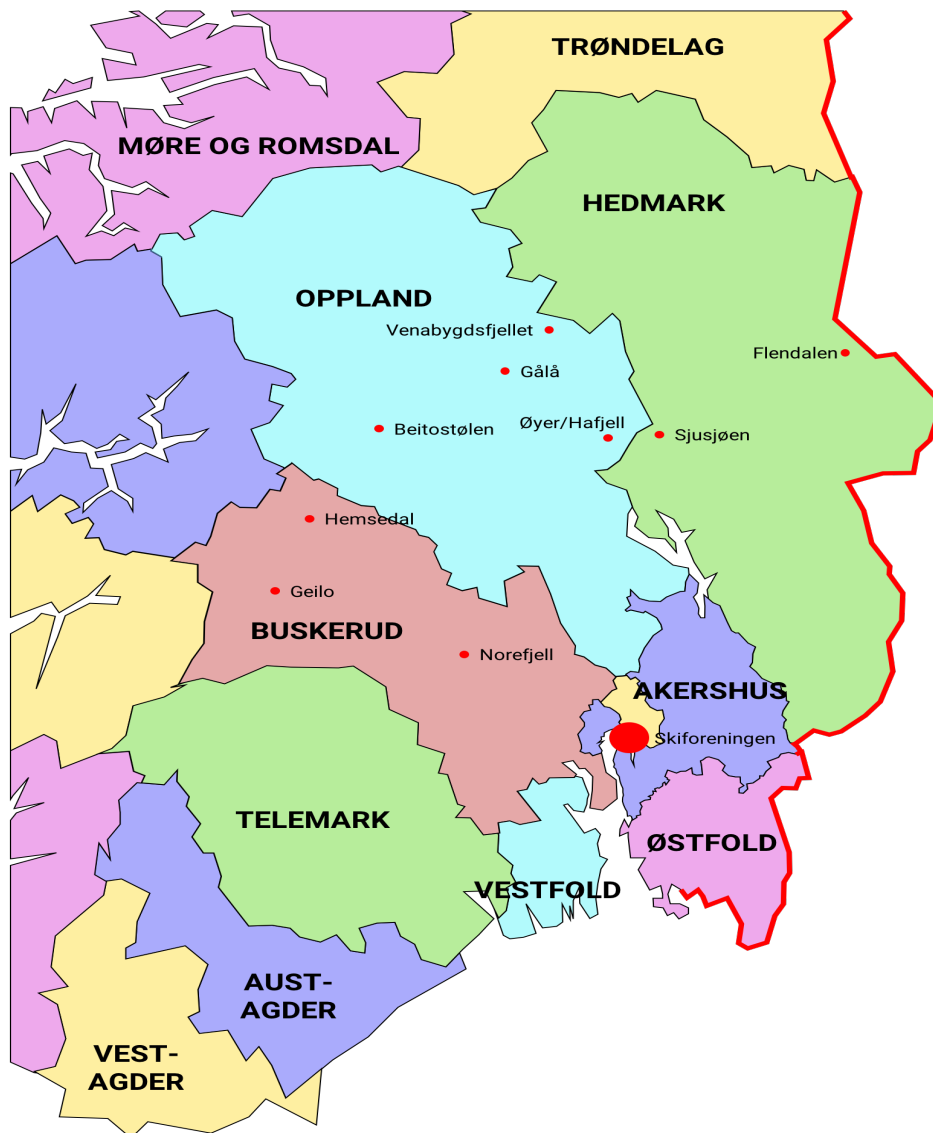 TRØNDELAG
MØRE OG ROMSDAL
HEDMARK
OPPLAND
Venabygdsfjellet
Flendalen
Gålå
Øyer/Hafjell
Beitostølen
Sjusjøen
Hemsedal
Geilo
BUSKERUD
Norefjell
AKERSHUS
Skiforeningen
TELEMARK
ØSTFOLD
VESTFOLD
AUST-
AGDER
VEST-
AGDER